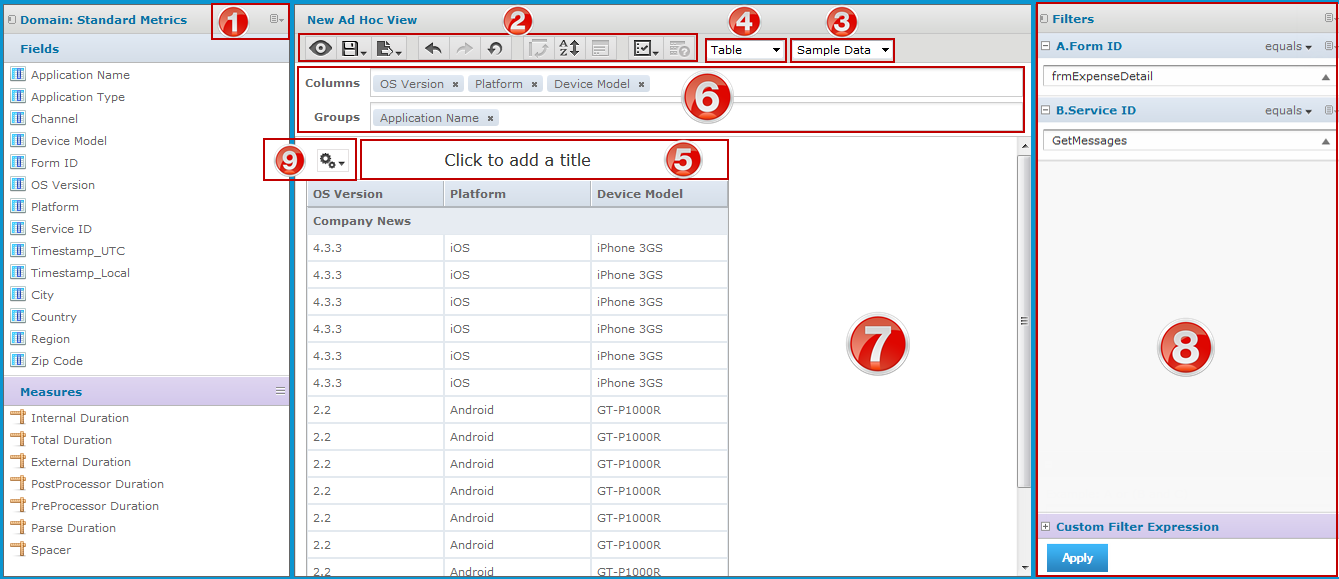 Domain: Standard Metrics
1
Fields
Application Name
Application Type
Channel
Device Model
Form ID
OS Version
Platform
Service ID
Timestamp_UTC
Timestamp_Local
City
Country
Region
Zip Code
Measures
Internal Duration
Total Duration
External Duration
PostProcessor Duration
PreProcessor Duration
Parse Duration
Spacer
New Ad Hoc View
2
4
3
Table
Sample Data
Columns OS Version × Platform × Device Model ×
6
Groups Application Name ×
9
Click to add a title
5
OS Version Platform Device Model
Company News
4.3.3 iOS iPhone 3GS
4.3.3 iOS iPhone 3GS
4.3.3 iOS iPhone 3GS
4.3.3 iOS iPhone 3GS
4.3.3 iOS iPhone 3GS
4.3.3 iOS iPhone 3GS
2.2 Android GT-P1000R
2.2 Android GT-P1000R
2.2 Android GT-P1000R
2.2 Android GT-P1000R
2.2 Android GT-P1000R
2.2 Android GT-P1000R
2.2 Android GT-P1000R
7
Filters
A.Form ID equals
frmExpenseDetail
B.Service ID equals
GetMessages
8
Custom Filter Expression
Apply